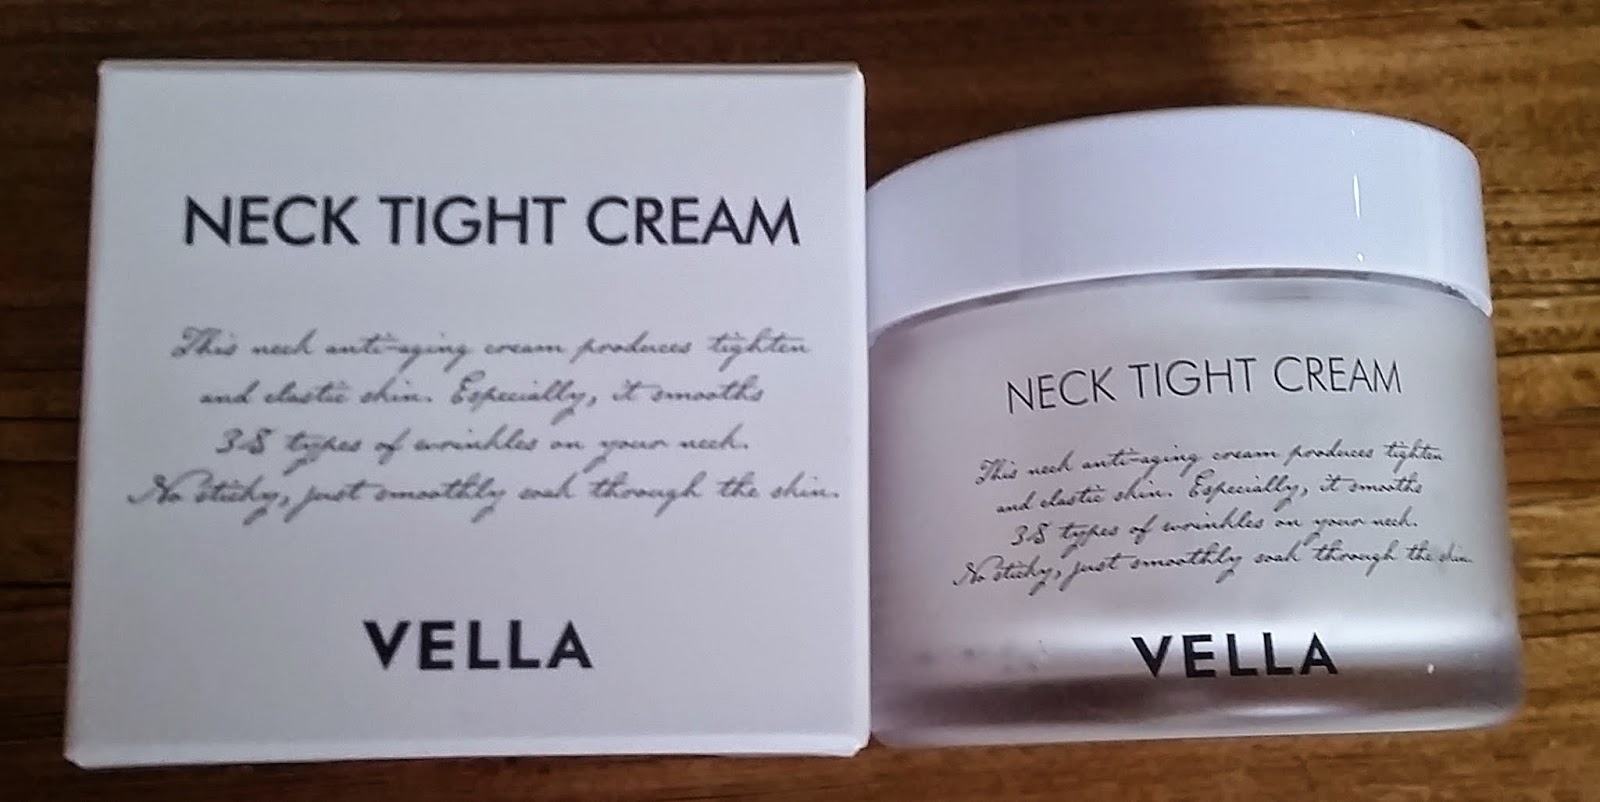 NECK TIGHT CREAM
This neck anti-aging cream produces tighten
and elastic skin. Especially, it smooths
38 types of wrinkles on your neck.
No sticky, just smoothly soak through the skin.
VELLA
NECK TIGHT CREAM
This neck anti-aging cream produces tighten
and elastic skin. Especially, it smooths
38 types of wrinkles on your neck.
No sticky, just smoothly soak through the skin.
VELLA